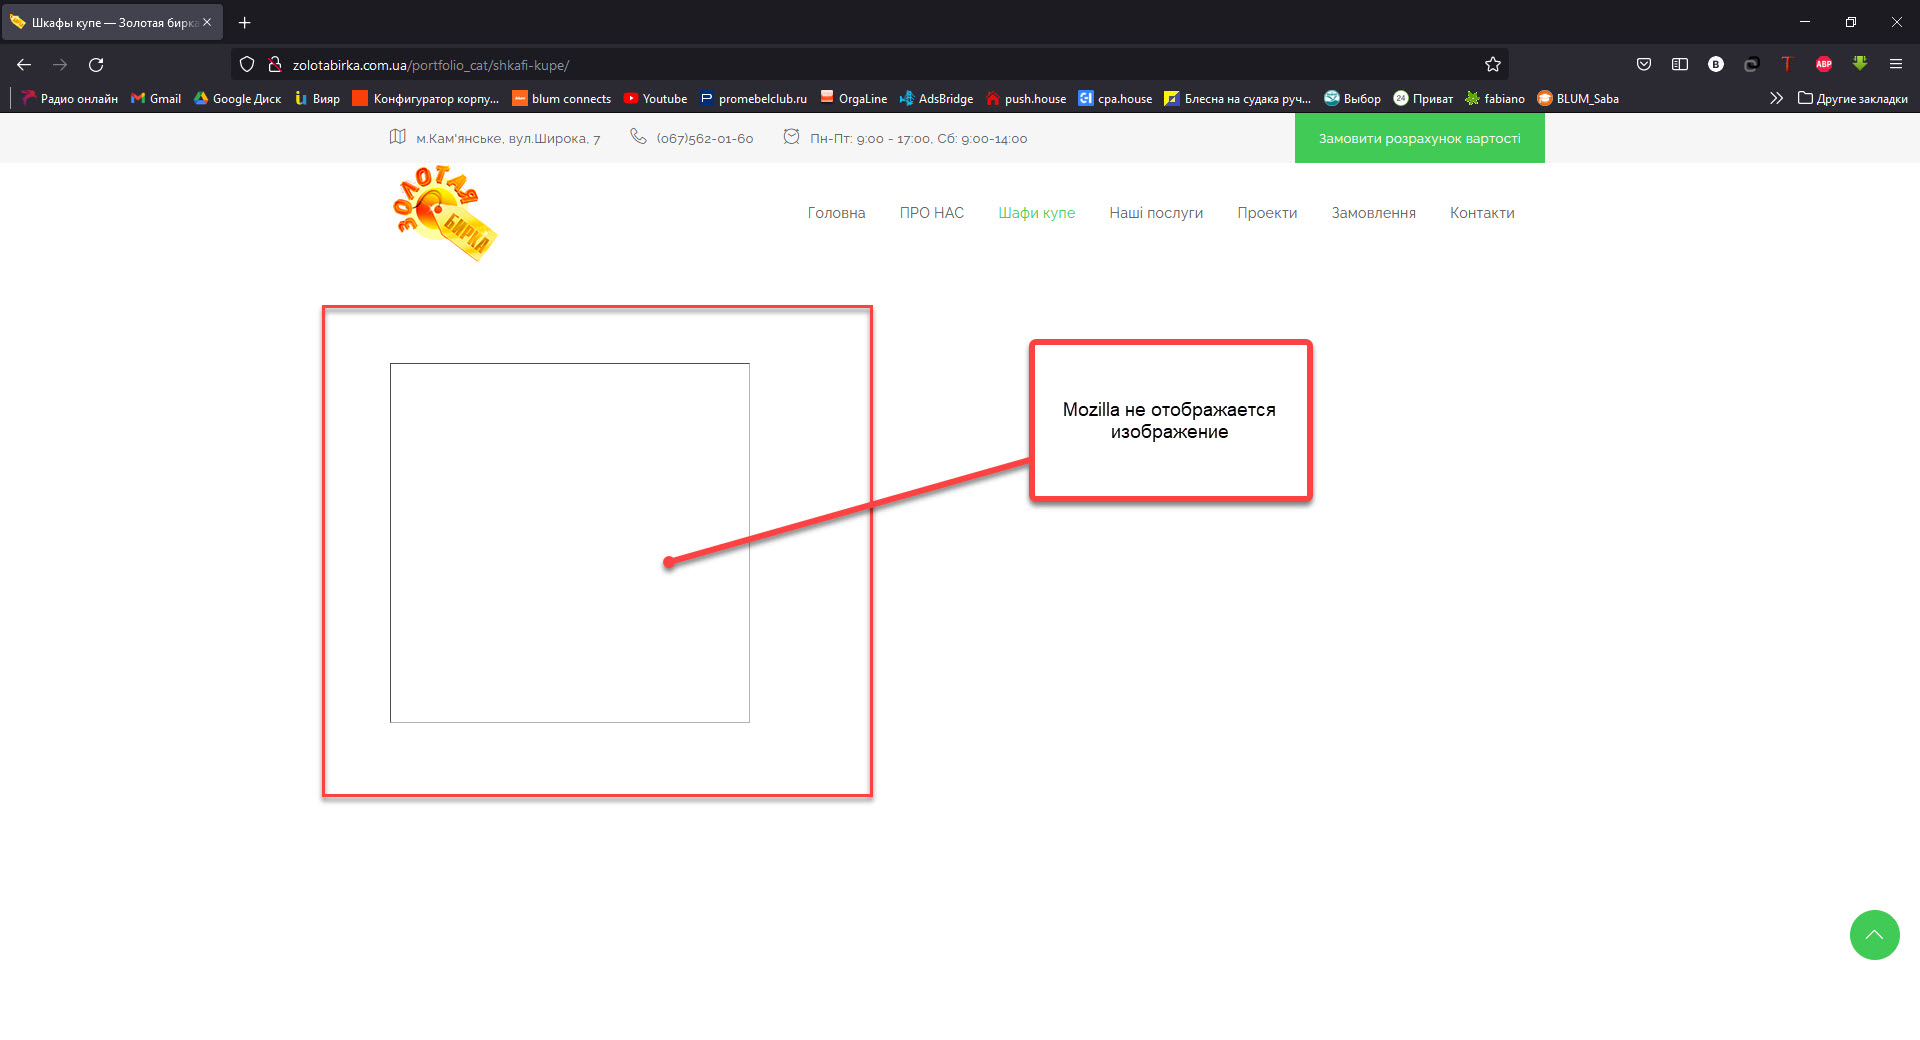 Шкафы купе — Золотая бирка
zolotabirka.com.ua/portfolio_cat/shkafi-kupe/
ABP
Радио онлайн
Gmail
Google Диск
Вияр
Конфигуратор корпу...
blum connects
Youtube
promebelclub.ru
OrgaLine
AdsBridge
push.house
cpa.house
Блесна на судака руч...
Выбор
24
Приват
fabiano
BLUM_Saba
Другие закладки
м.Кам'янське, вул.Широка, 7
(067)562-01-60
Пн-Пт: 9:00 - 17:00, Сб: 9:00-14:00
Замовити розрахунок вартості
ЗОЛОТАЯ
БИРКА
Головна
ПРО НАС
Шафи купе
Наші послуги
Проекти
Замовлення
Контакти
Mozilla не отображается
изображение